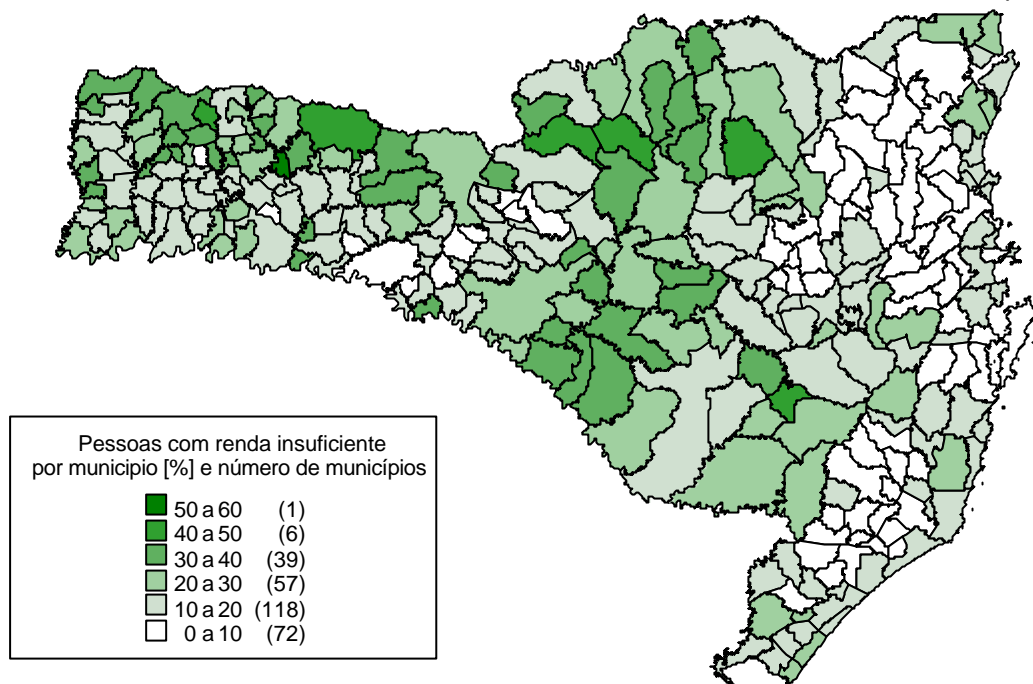 Pessoas com renda insuficiente
por municipio [%] e número de municípios
50 a 60 (1)
40 a 50 (6)
30 a 40 (39)
20 a 30 (57)
10 a 20 (118)
0 a 10 (72)